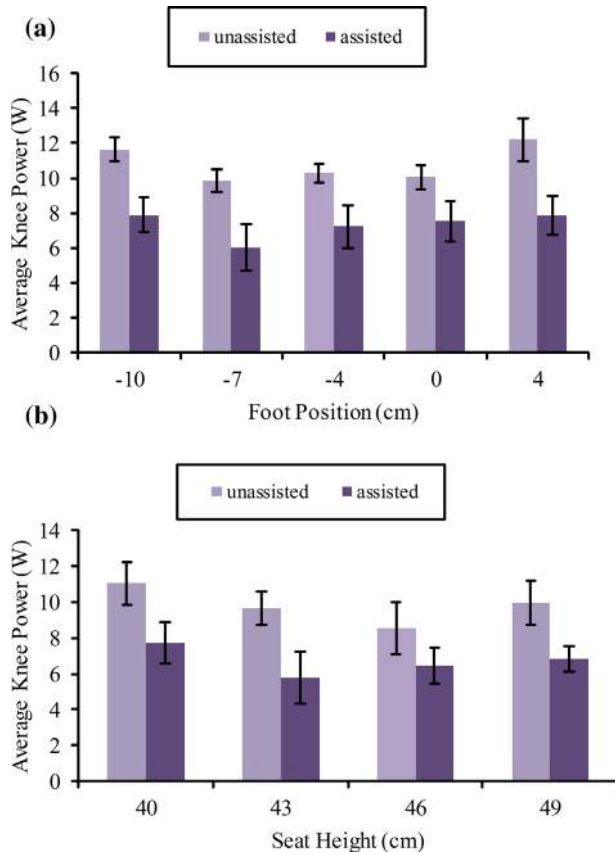 (a)
unassisted assisted
Average Knee Power (W)
16
14
12
10
8
6
4
2
0
-10 -7 -4 0 4
Foot Position (cm)
(b)
unassisted assisted
Average Knee Power (W)
14
12
10
8
6
4
2
0
40 43 46 49
Seat Height (cm)